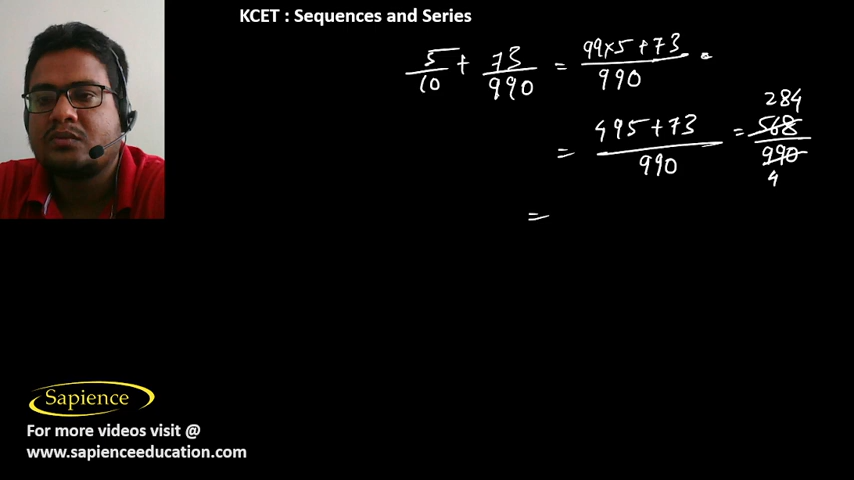 KCET : Sequences and Series
5/10 + 73/990 = 99×5+73/990 .
= 495+73/990 = 568/990
284
4
=
Sapience
For more videos visit @
www.sapienceeducation.com